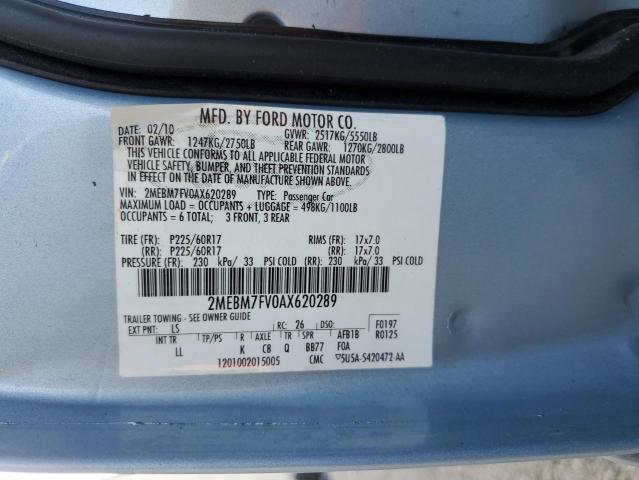 MFD. BY FORD MOTOR CO.
DATE: 02/10 GVWR: 2517KG/5550LB
FRONT GAWR: 1247KG/2750LB REAR GAWR: 1270KG/2800LB
THIS VEHICLE CONFORMS TO ALL APPLICABLE FEDERAL MOTOR
VEHICLE SAFETY, BUMPER, AND THEFT PREVENTION STANDARDS
IN EFFECT ON THE DATE OF MANUFACTURE SHOWN ABOVE.
VIN: 2MEBM7FV0AX620289 TYPE: Passenger Car
MAXIMUM LOAD = OCCUPANTS + LUGGAGE = 498KG/1100LB
OCCUPANTS = 6 TOTAL; 3 FRONT, 3 REAR
TIRE (FR): P225/60R17 RIMS (FR): 17x7.0
(RR): P225/60R17 (RR): 17x7.0
PRESSURE (FR): 230 kPa/ 33 PSI COLD (RR): 230 kPa/ 33 PSI COLD
2MEBM7FV0AX620289
TRAILER TOWING - SEE OWNER GUIDE
EXT PNT: LS RC: 26 DSO: F0197
INT TR TP/PS R AXLE TR SPR AFB18 R0125
LL K C8 Q BB77 FOA
1201002015005 CMC 5U5A-5420472-AA